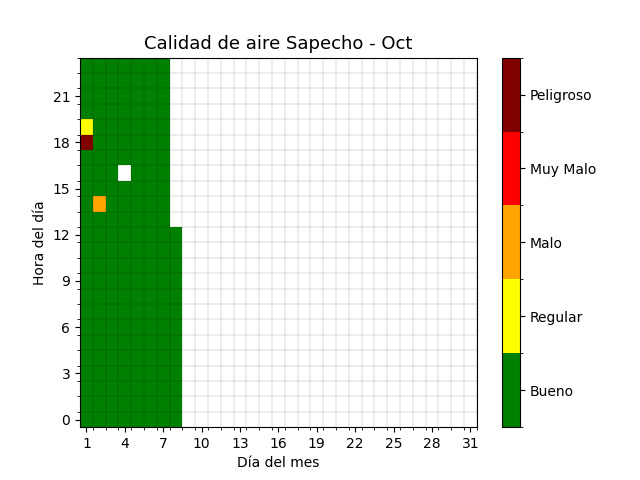 Calidad de aire Sapecho - Oct
Hora del día
21
18
15
12
9
6
3
0
1 4 7 10 13 16 19 22 25 28 31
Día del mes
Peligroso
Muy Malo
Malo
Regular
Bueno